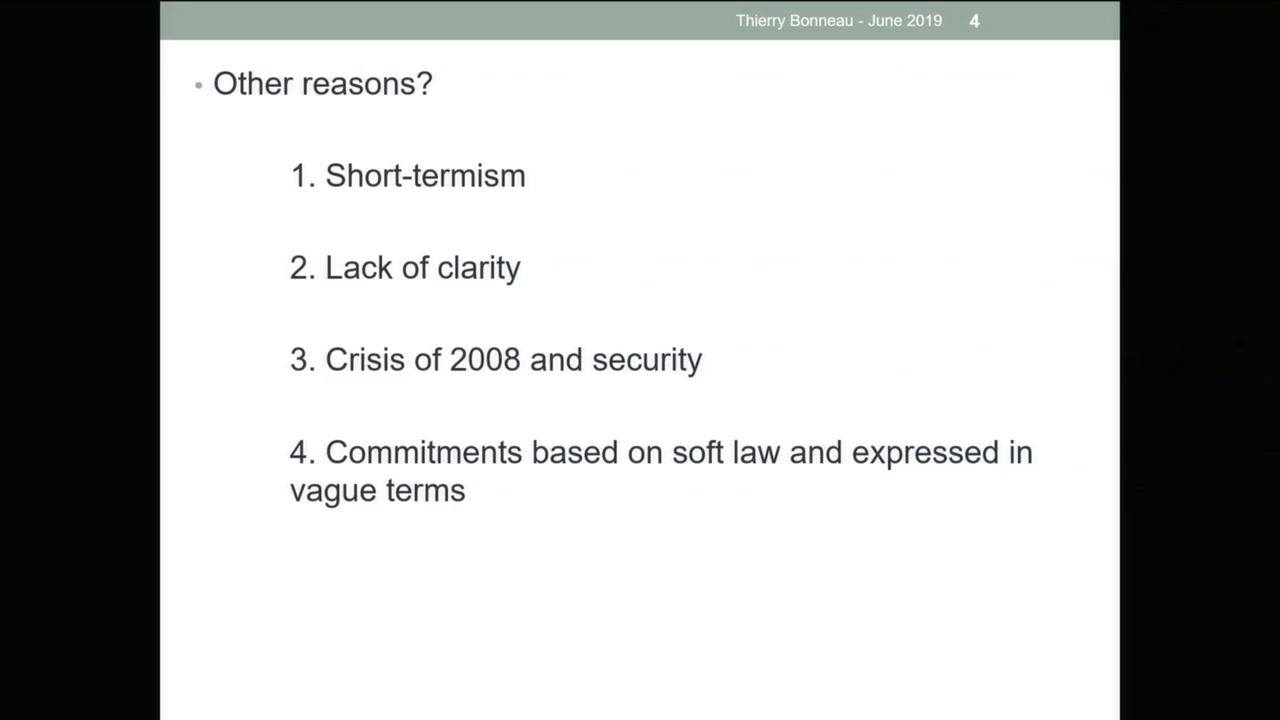 Thierry Bonneau - June 2019 4
• Other reasons?
1. Short-termism
2. Lack of clarity
3. Crisis of 2008 and security
4. Commitments based on soft law and expressed in
vague terms